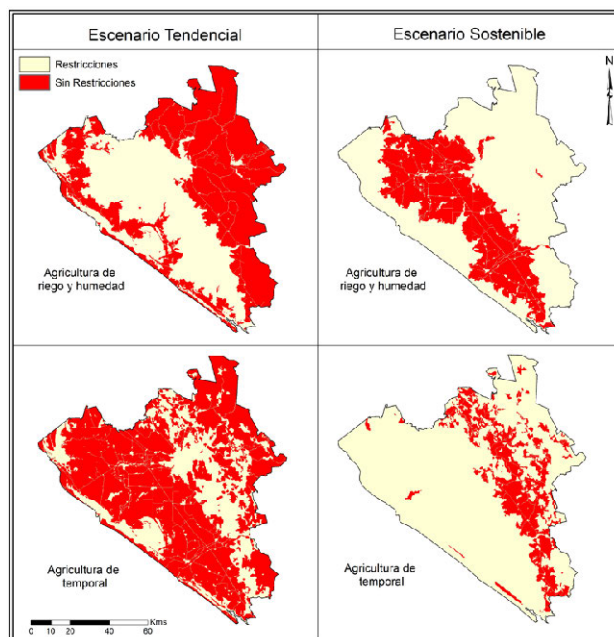 Escenario Tendencial
Escenario Sostenible
Restricciones
Sin Restricciones
N
Agricultura de
riego y humedad
Agricultura de
riego y humedad
Agricultura de
temporal
Agricultura de
temporal
0 10 20 40 60 Kms